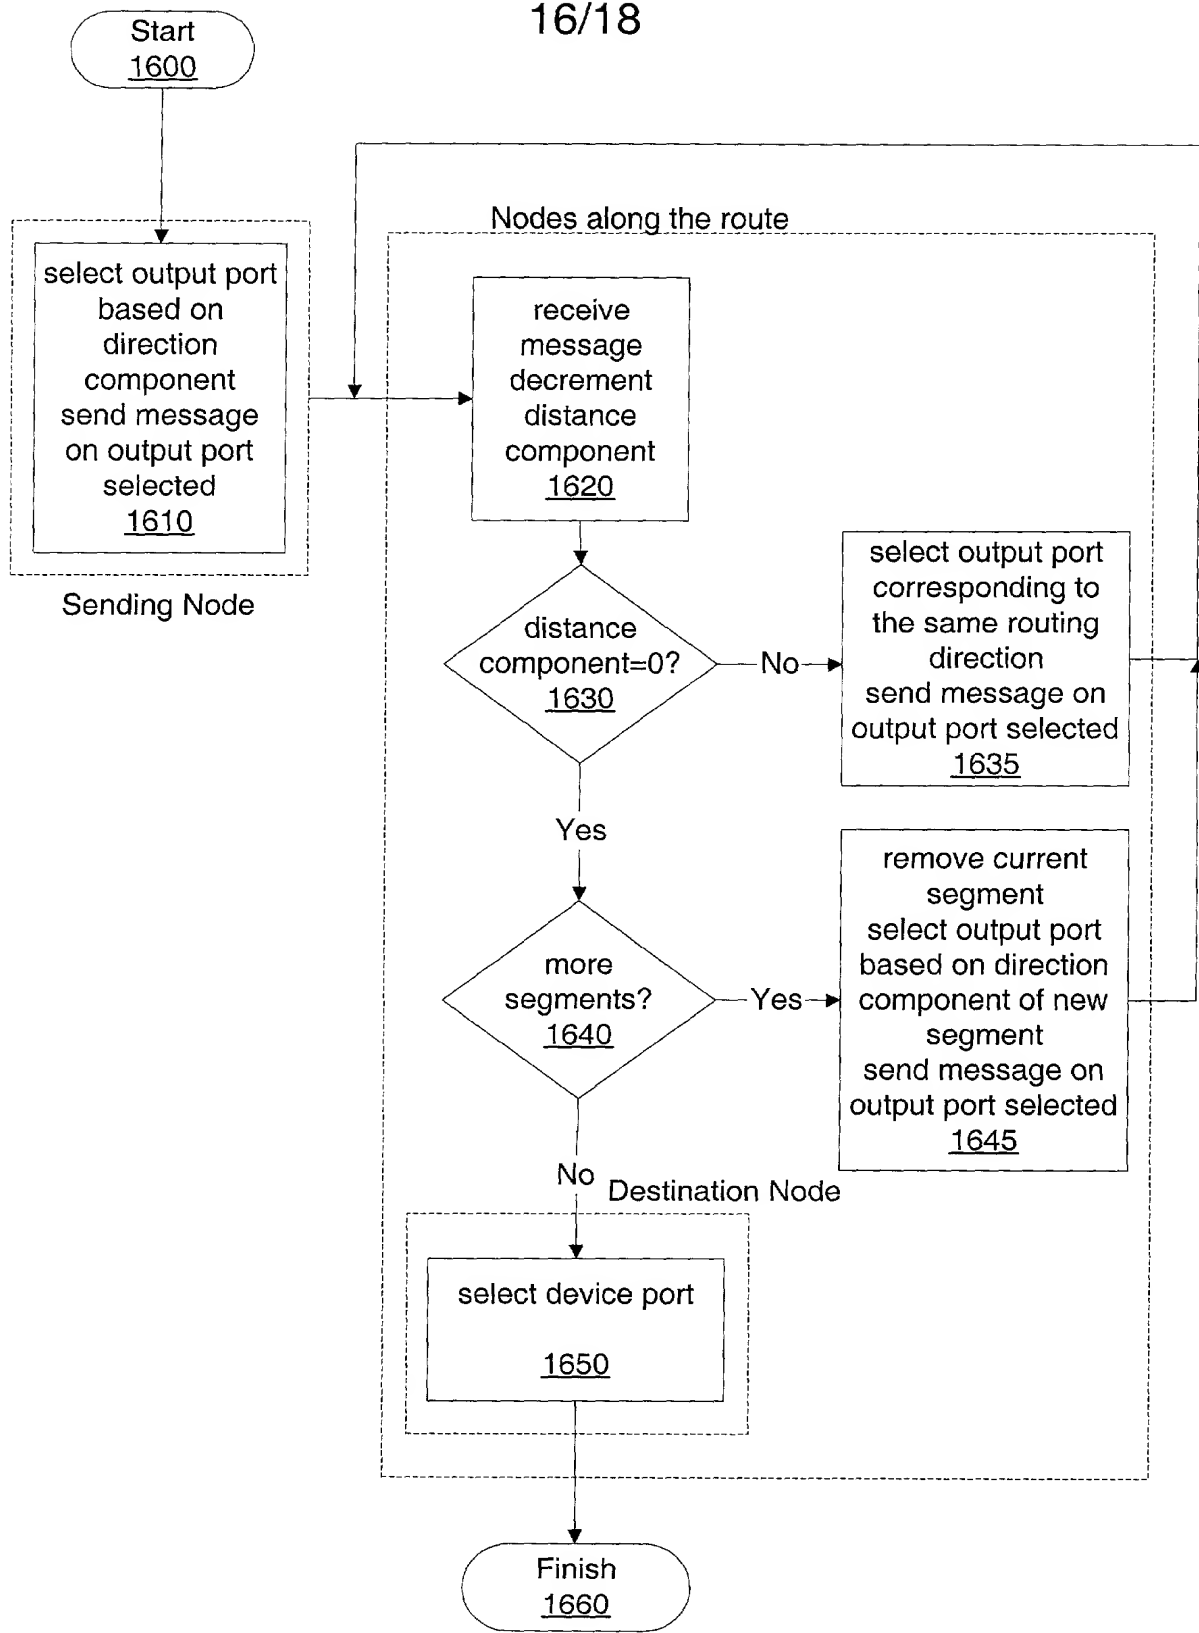 16/18
Start
1600
select output port
based on
direction
component
send message
on output port
selected
1610
Sending Node
Nodes along the route
receive
message
decrement
distance
component
1620
distance
component=0?
1630
No
select output port
corresponding to
the same routing
direction
send message on
output port selected
1635
Yes
more
segments?
1640
Yes
remove current
segment
select output port
based on direction
component of new
segment
send message on
output port selected
1645
No
Destination Node
select device port
1650
Finish
1660